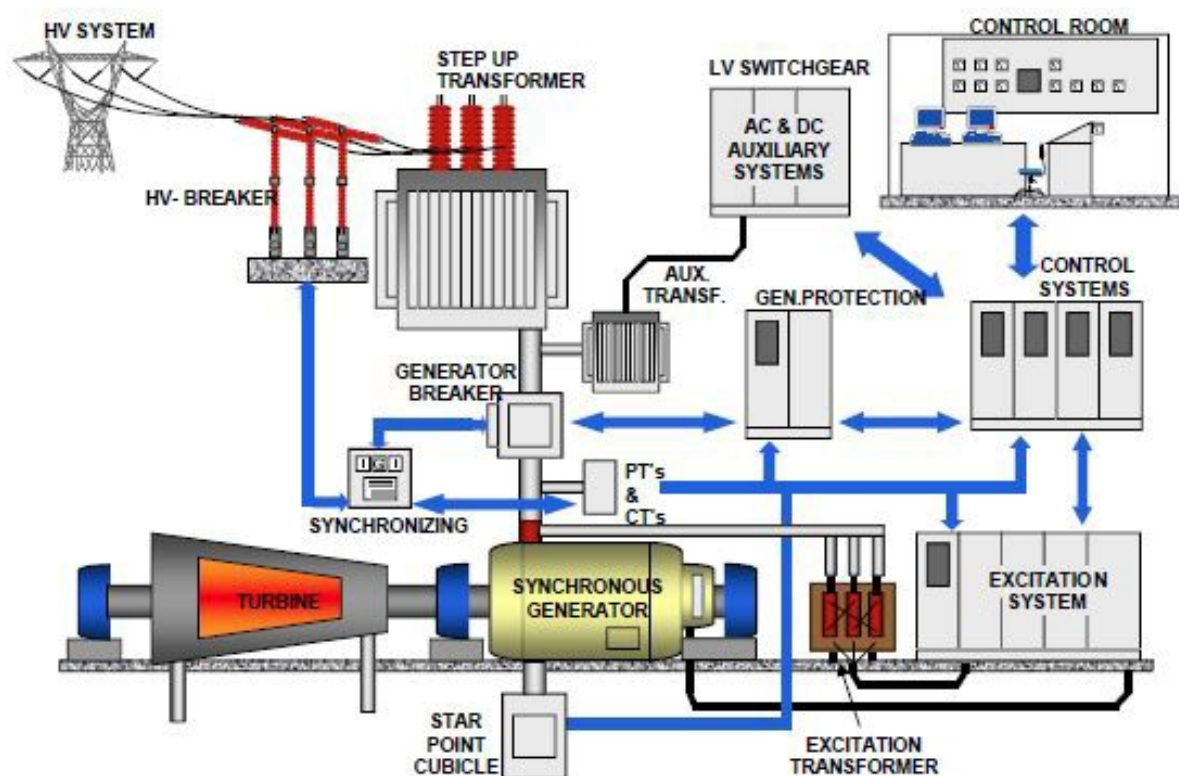 HV SYSTEM
STEP UP
TRANSFORMER
HV- BREAKER
LV SWITCHGEAR
AC & DC
AUXILIARY
SYSTEMS
CONTROL ROOM
AUX.
TRANSF.
GEN.PROTECTION
CONTROL
SYSTEMS
GENERATOR
BREAKER
SYNCHRONIZING
PT's
&
CT's
TURBINE
SYNCHRONOUS
GENERATOR
EXCITATION
SYSTEM
STAR
POINT
CUBICLE
EXCITATION
TRANSFORMER